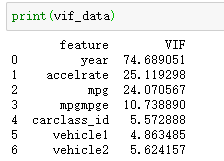 print(vif_data)
feature VIF
0 year 74.689051
1 accelrate 25.119298
2 mpg 24.070567
3 mpgmpge 10.738890
4 carclass_id 5.572888
5 vehicle1 4.863485
6 vehicle2 5.624157